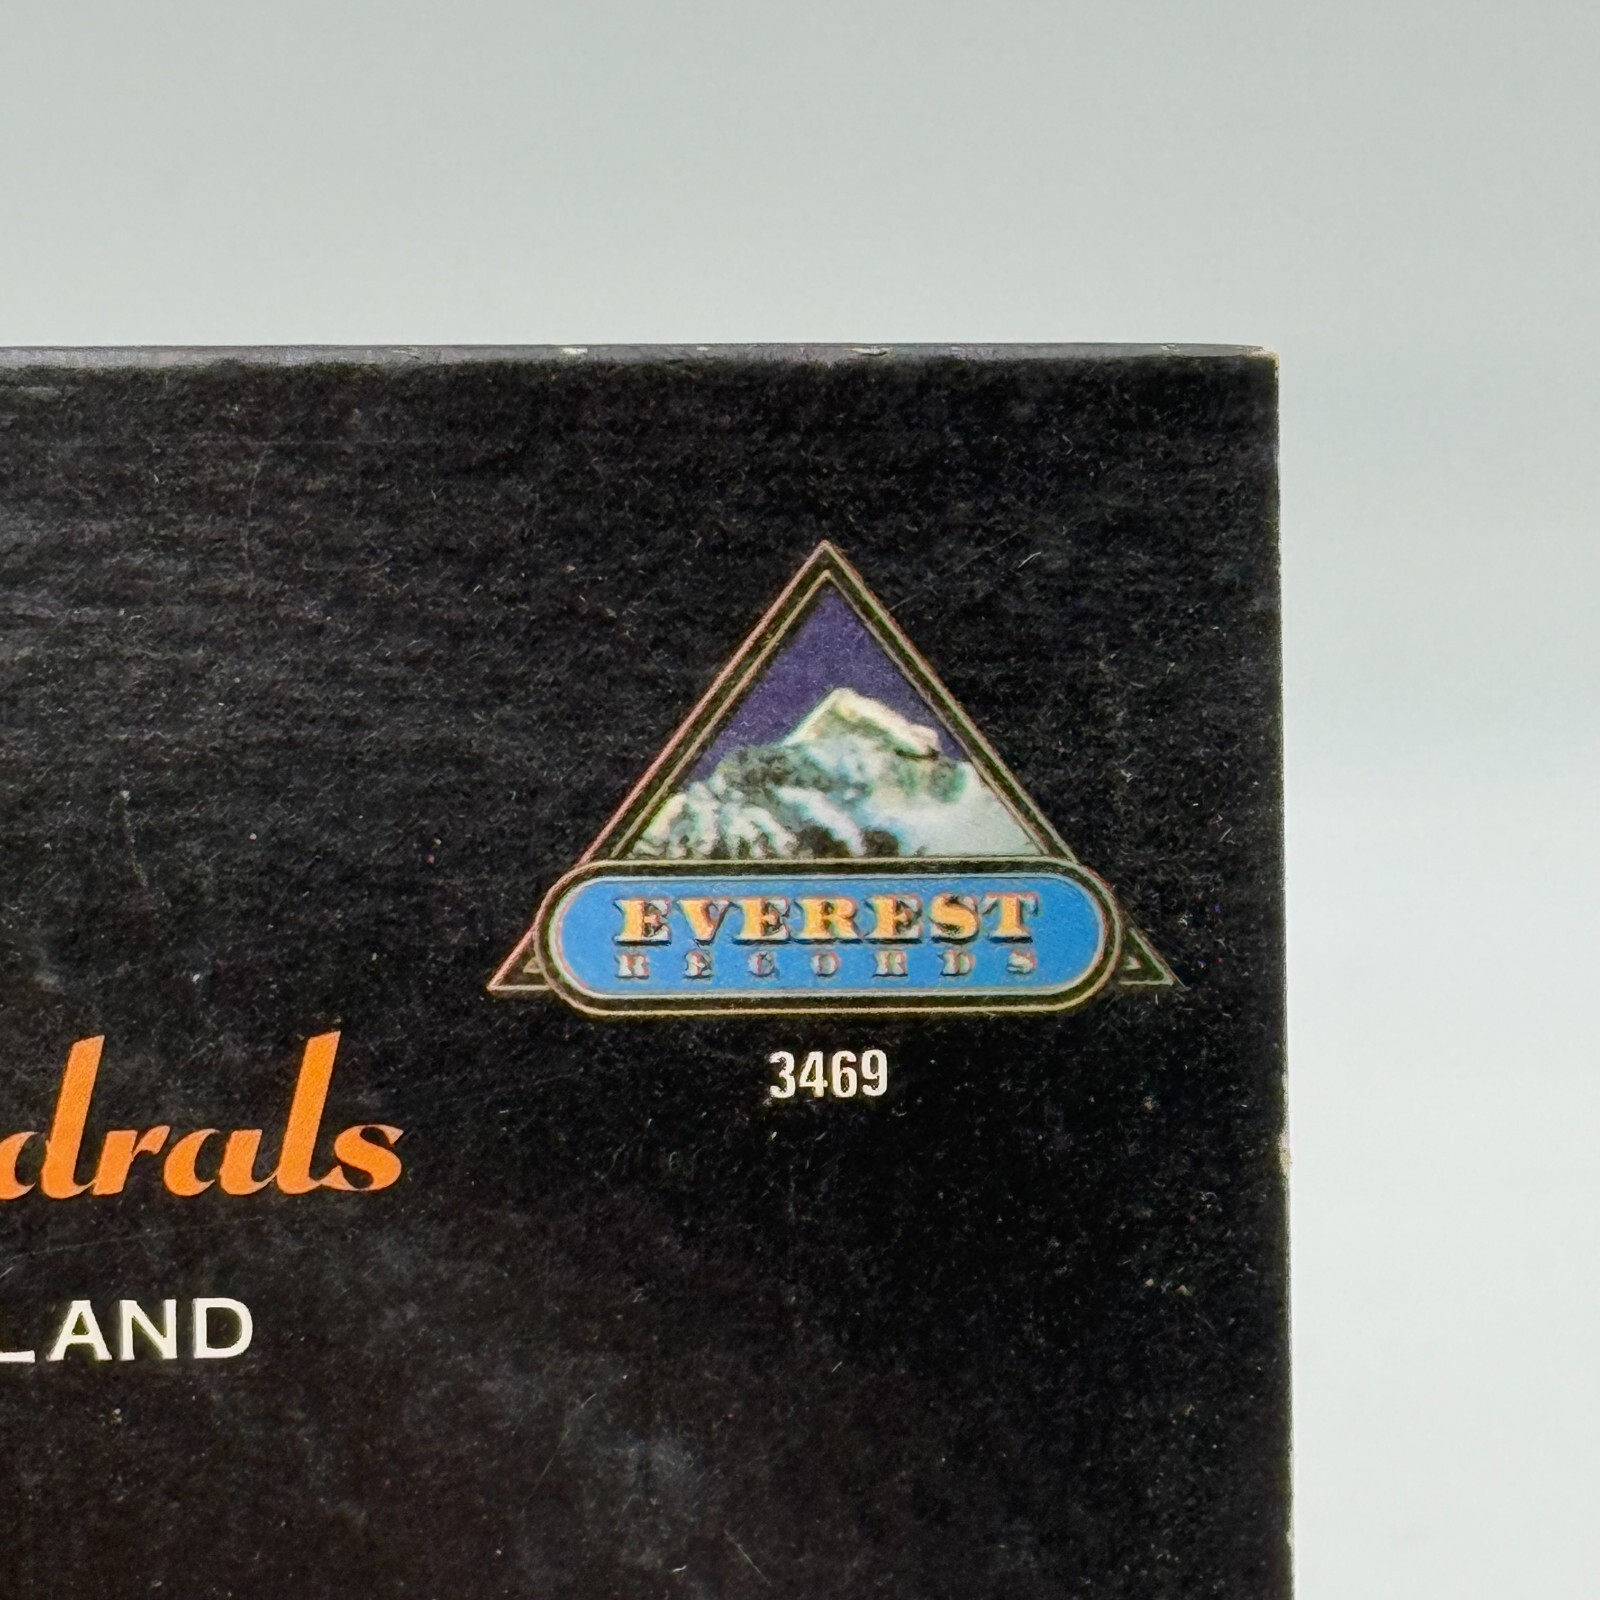 EVEREST
RECORDS
3469
drals
LAND